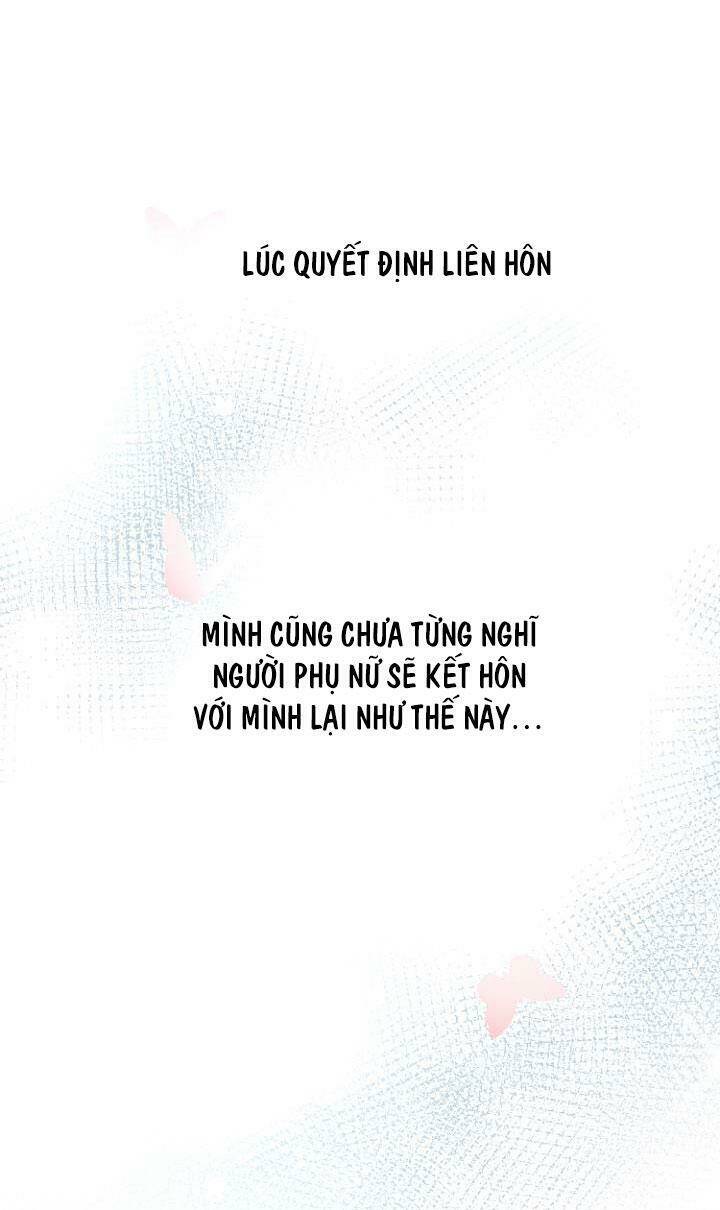 LÚC QUYẾT ĐỊNH LIÊN HÔN
MÌNH CŨNG CHƯA TỪNG NGHĨ
NGƯỜI PHỤ NỮ SẼ KẾT HÔN
VỚI MÌNH LẠI NHƯ THẾ NÀY...